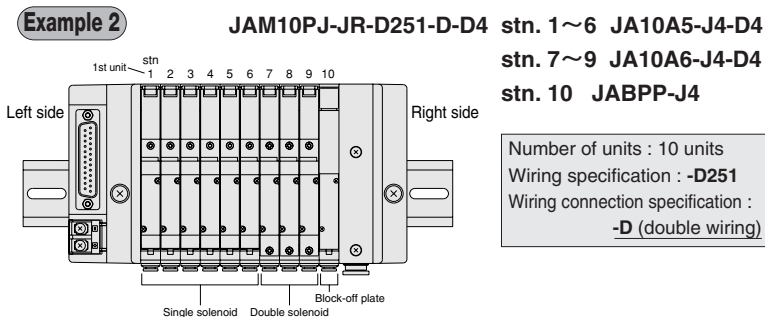 Example 2
JAM10PJ-JR-D251-D-D4 stn. 1～6 JA10A5-J4-D4
stn. 7～9 JA10A6-J4-D4
stn. 10 JABPP-J4
stn
1st unit 1 2 3 4 5 6 7 8 9 10
Left side
Right side
Number of units : 10 units
Wiring specification : -D251
Wiring connection specification :
-D (double wiring)
Block-off plate
Single solenoid Double solenoid